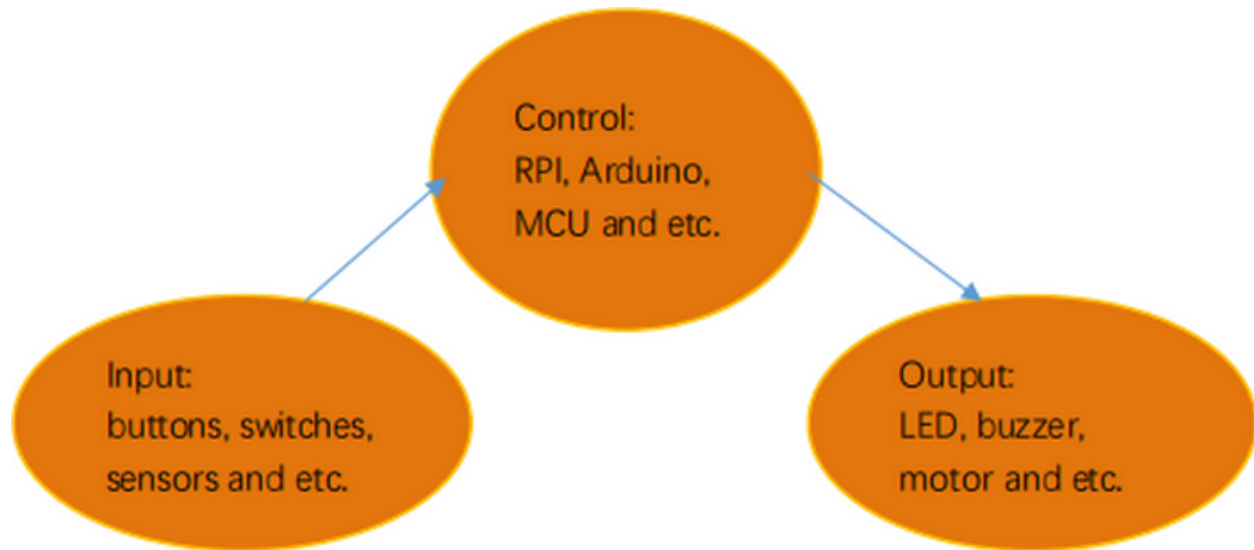 Control:
RPI, Arduino,
MCU and etc.
Input:
buttons, switches,
sensors and etc.
Output:
LED, buzzer,
motor and etc.